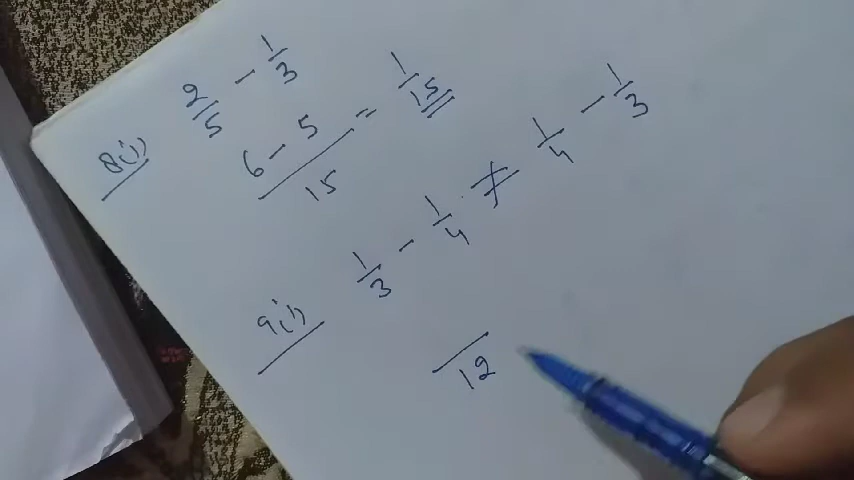 8(i) 2/5 - 1/3
6 - 5/15 = 1/15
9(i) 1/3 - 1/4 ≠ 1/4 - 1/3
/12